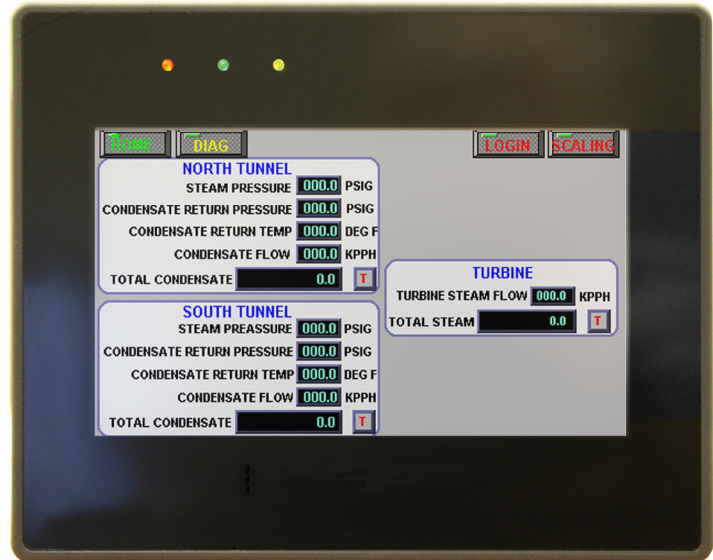 HOME DIAG LOGIN SCALING
NORTH TUNNEL
STEAM PRESSURE 000.0 PSIG
CONDENSATE RETURN PRESSURE 000.0 PSIG
CONDENSATE RETURN TEMP 000.0 DEG F
CONDENSATE FLOW 000.0 KPPH
TOTAL CONDENSATE 0.0 T
SOUTH TUNNEL
STEAM PREASSURE 000.0 PSIG
CONDENSATE RETURN PRESSURE 000.0 PSIG
CONDENSATE RETURN TEMP 000.0 DEG F
CONDENSATE FLOW 000.0 KPPH
TOTAL CONDENSATE 0.0 T
TURBINE
TURBINE STEAM FLOW 000.0 KPPH
TOTAL STEAM 0.0 T